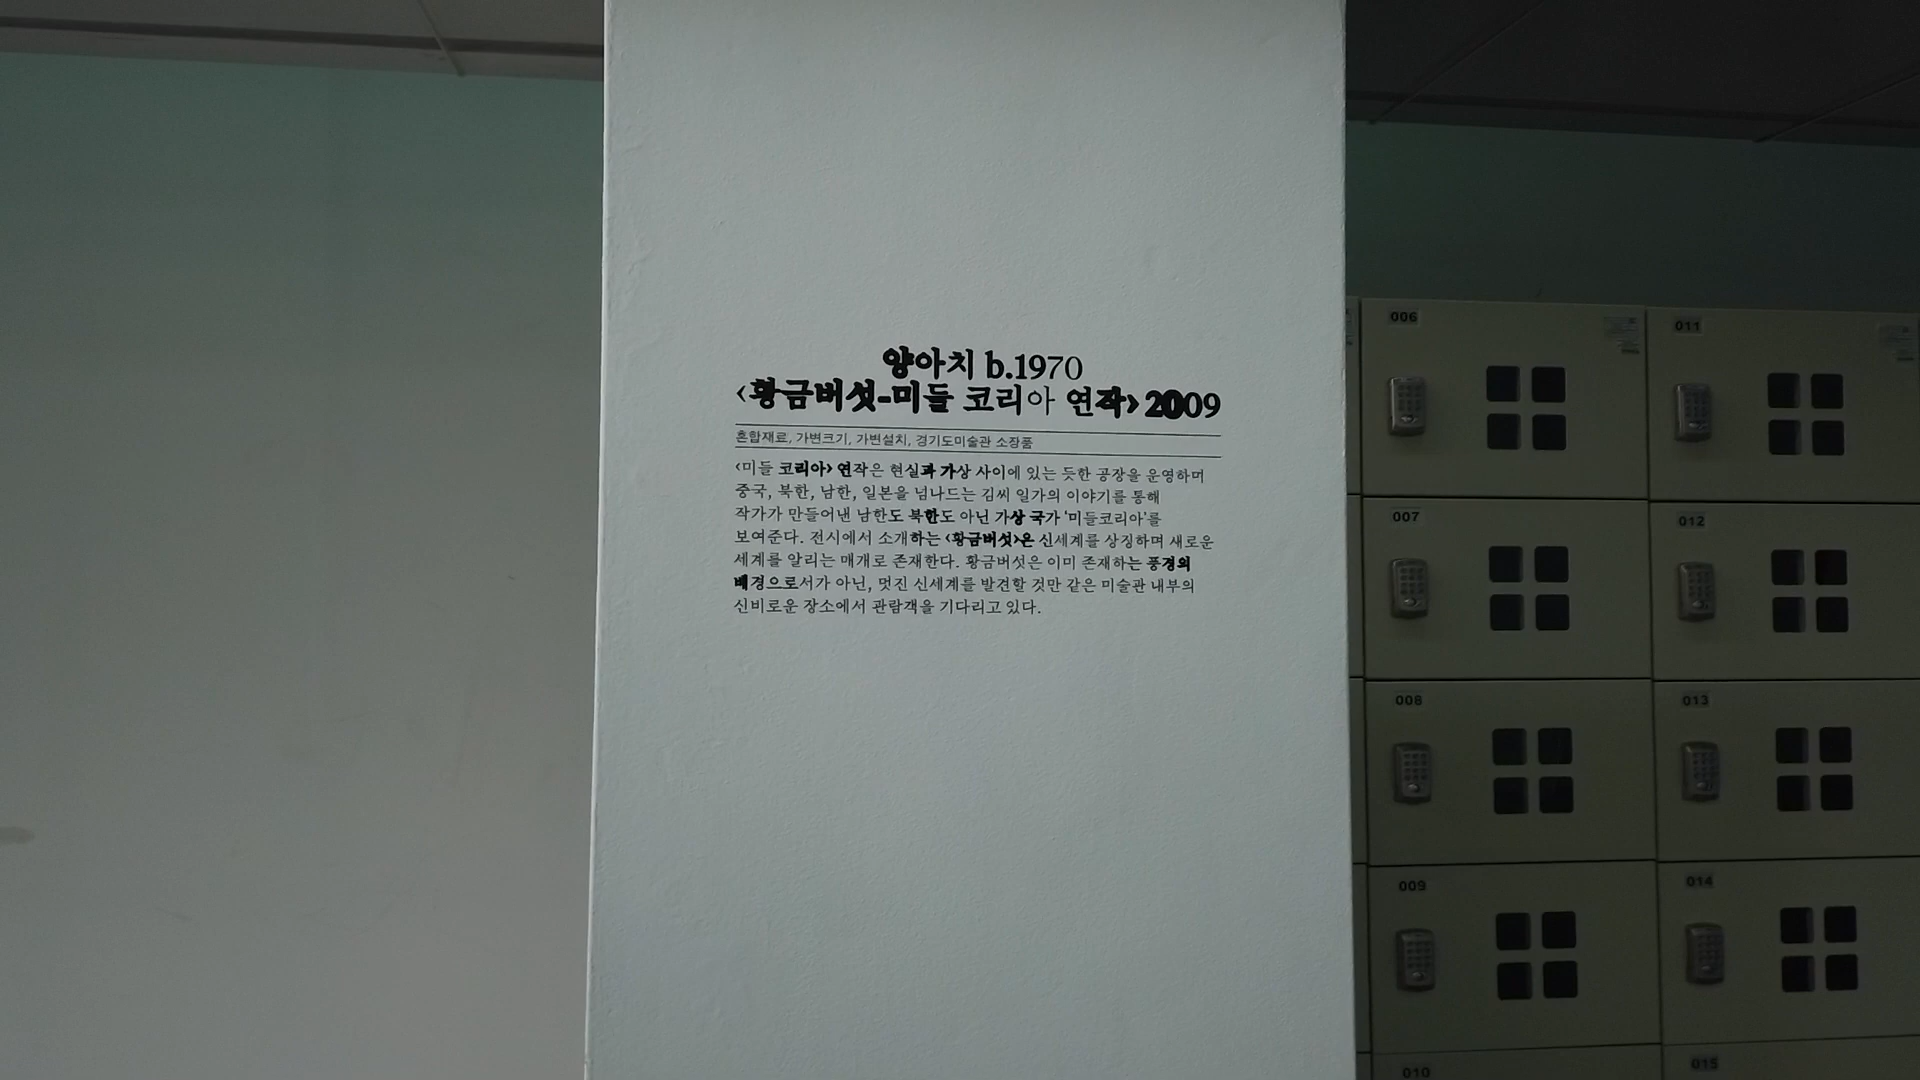 양아치 b.1970
<황금버섯-미들 코리아 연작> 2009
혼합재료, 가변크기, 가변설치, 경기도미술관 소장품
<미들 코리아> 연작은 현실과 가상 사이에 있는 듯한 공장을 운영하며
중국, 북한, 남한, 일본을 넘나드는 김씨 일가의 이야기를 통해
작가가 만들어낸 남한도 북한도 아닌 가상 국가 '미들코리아'를
보여준다. 전시에서 소개하는 <황금버섯>은 신세계를 상징하며 새로운
세계를 알리는 매개로 존재한다. 황금버섯은 이미 존재하는 풍경의
배경으로서가 아닌, 멋진 신세계를 발견할 것만 같은 미술관 내부의
신비로운 장소에서 관람객을 기다리고 있다.
006
011
007
012
008
013
009
014
010
015